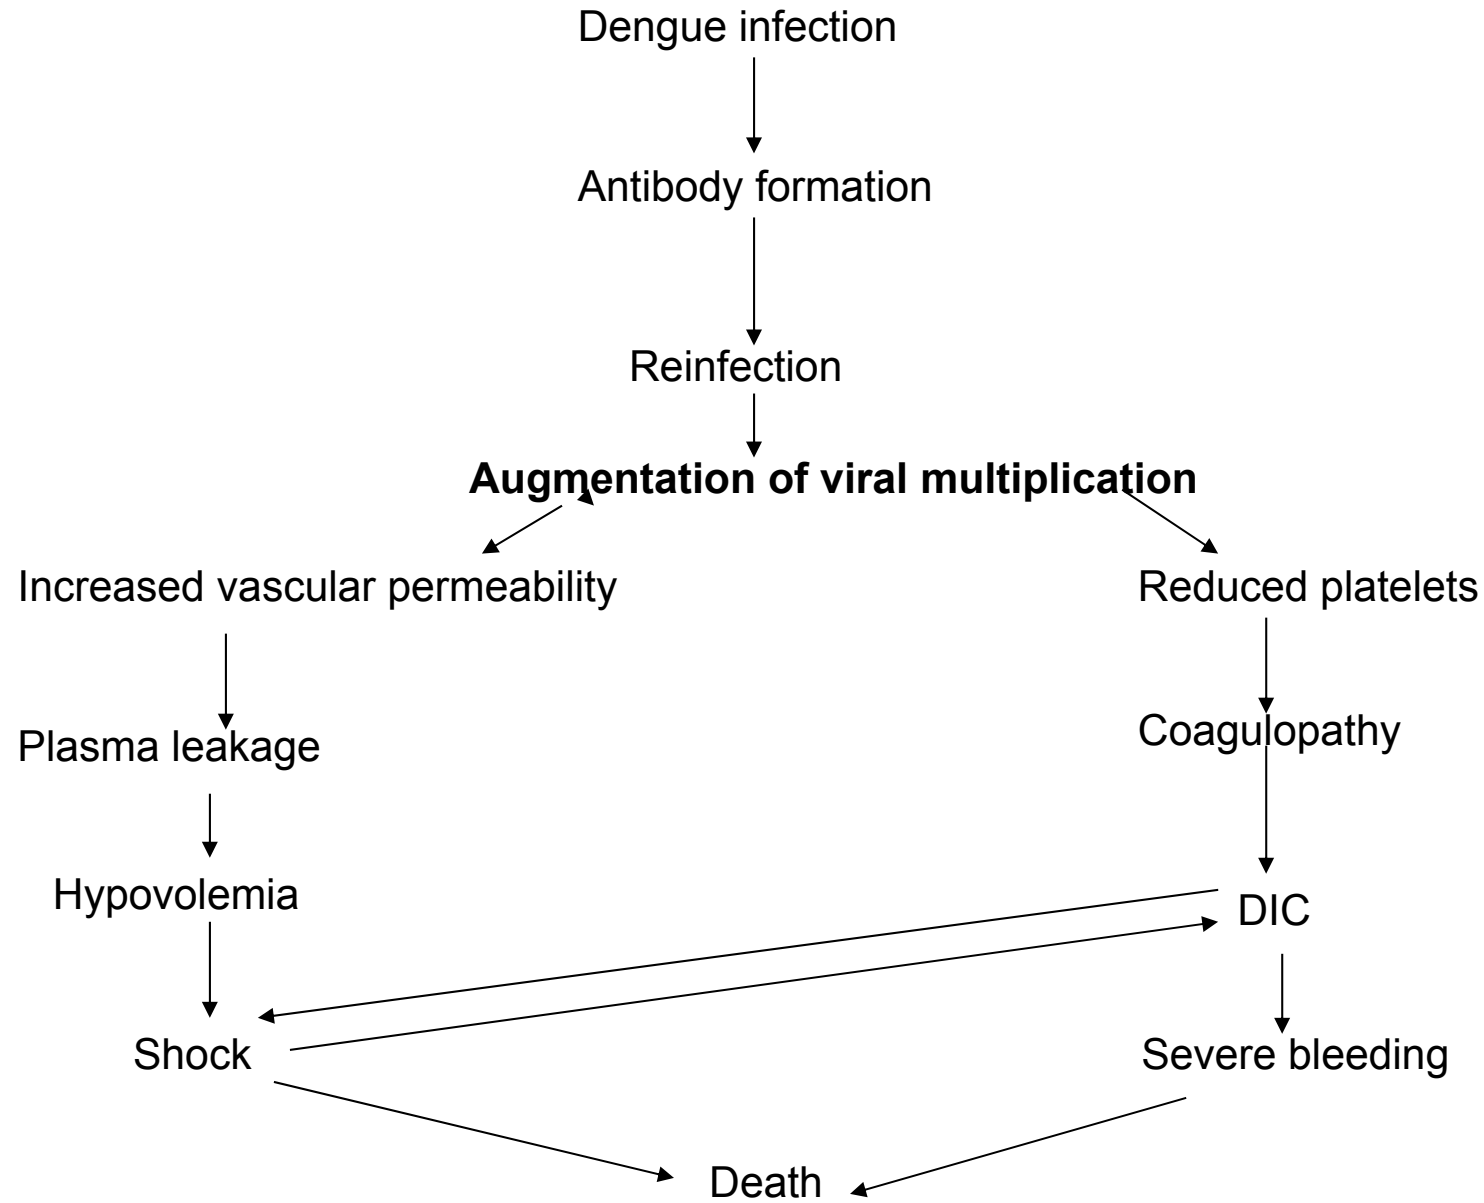 Dengue infection
Antibody formation
Reinfection
Augmentation of viral multiplication
Increased vascular permeability
Reduced platelets
Plasma leakage
Coagulopathy
Hypovolemia
DIC
Shock
Severe bleeding
Death